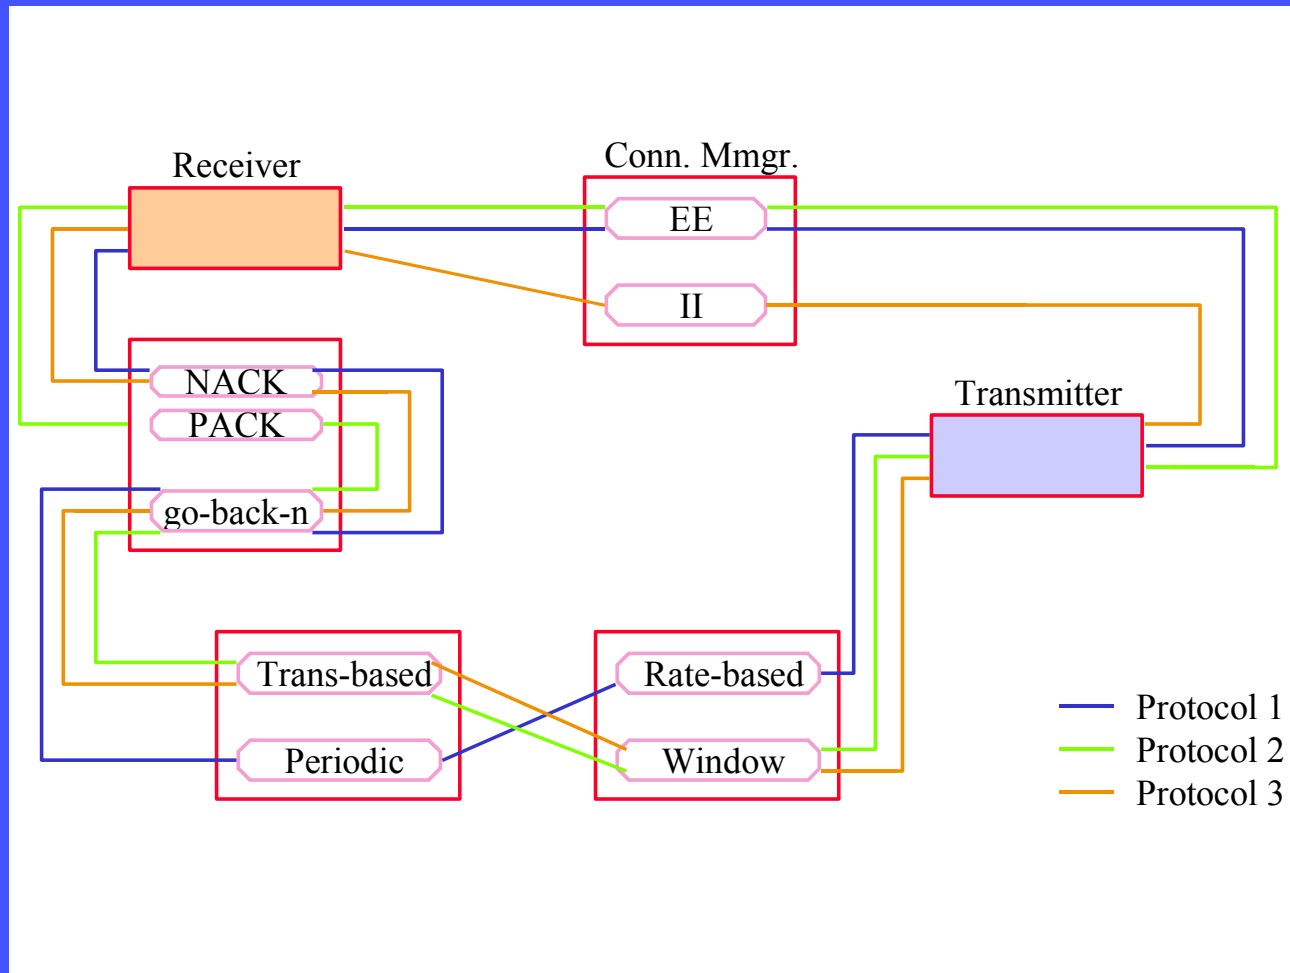 Receiver
Conn. Mmgr.
EE
II
NACK
PACK
go-back-n
Transmitter
Trans-based
Periodic
Rate-based
Window
Protocol 1
Protocol 2
Protocol 3